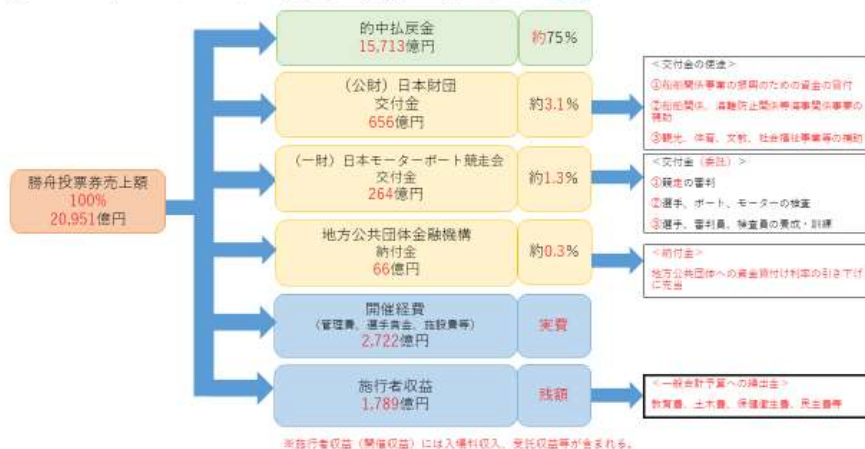 的中払戻金
15,713億円
約75%
(公財)日本財団
交付金
656億円
約3.1%
(一財)日本モーターボート競走会
交付金
264億円
約1.3%
地方公共団体金融機構
納付金
66億円
約0.3%
開催経費
(管理費、選手賞金、施設費等)
2,722億円
実費
施行者収益
1,789億円
残額
勝舟投票券売上額
100%
20,951億円
<交付金の使途>
①船舶関係事業の振興のための資金の貸付
②船舶関係、海難防止関係等海事関係事業の
補助
③観光、体育、文教、社会福祉事業等の補助
<交付金(委託)>
①競走の審判
②選手、ボート、モーターの検査
③選手、審判員、検査員の養成・訓練
<納付金>
地方公共団体への資金貸付け利率の引き下げ
に充当
<一般会計予算への繰出金>
教育費、土木費、保健衛生費、民生費等
※施行者収益(開催収益)には入場料収入、受託収益等が含まれる。